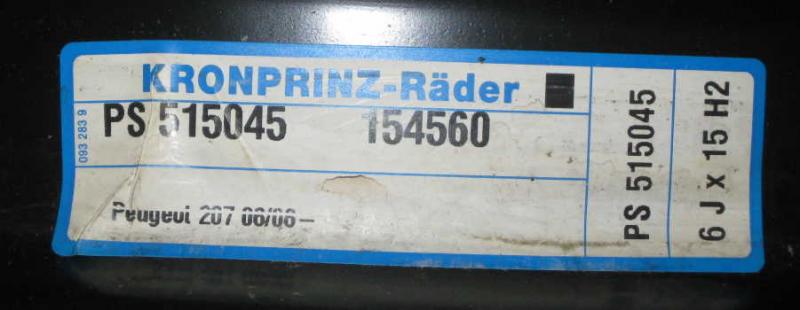 KRONPRINZ-Räder
093 283 9
PS 515045 154560
Peugeot 207 06/06–
PS 515045
6 J x 15 H2